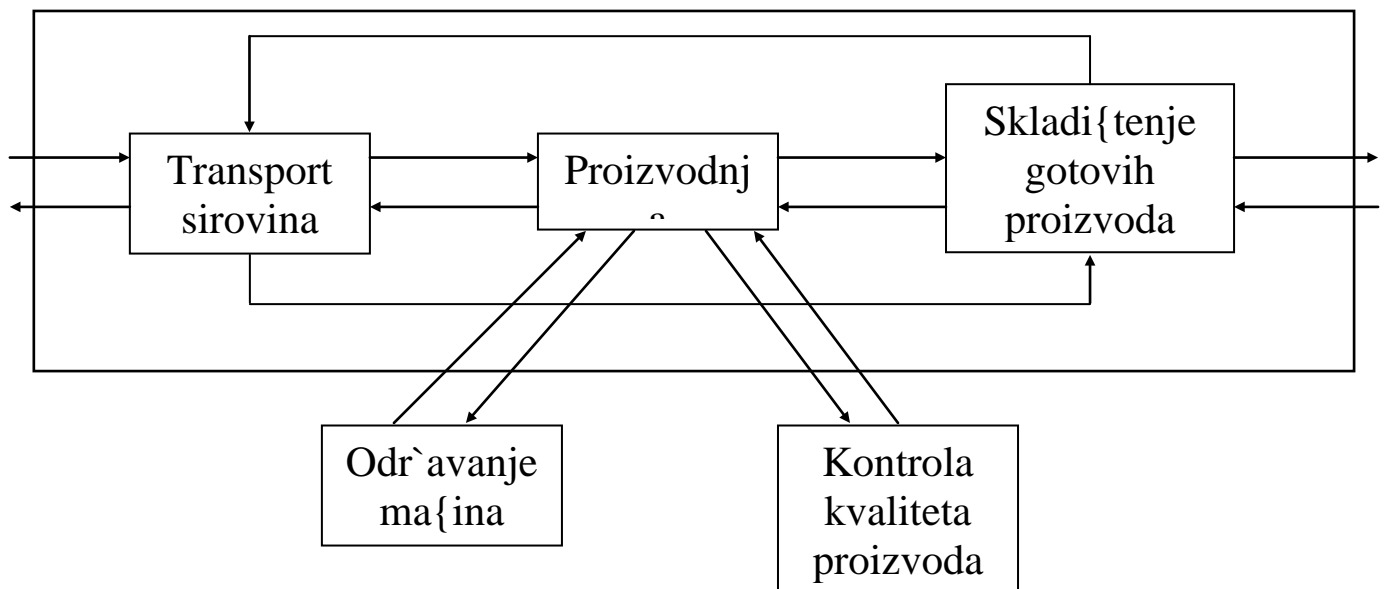 Transport
sirovina
Proizvodnj
a
Skladi{tenje
gotovih
proizvoda
Odr`avanje
ma{ina
Kontrola
kvaliteta
proizvoda